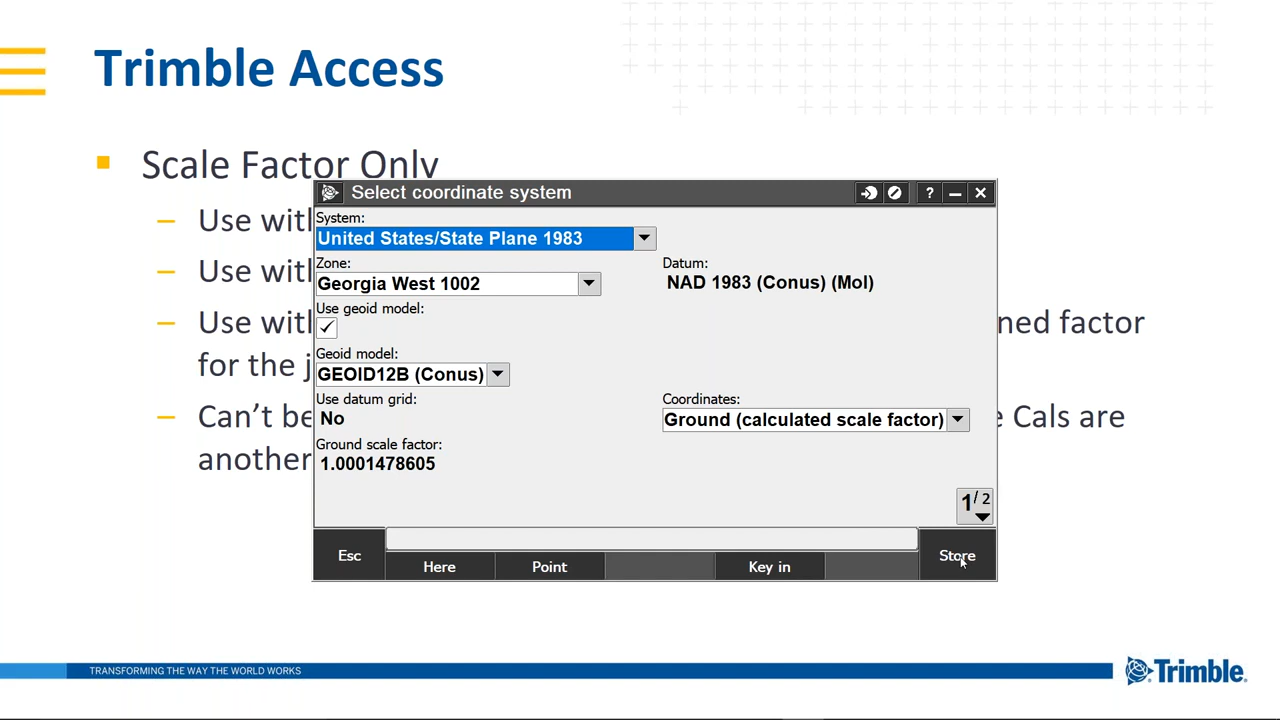 Trimble Access
Scale Factor Only
Select coordinate system
?
– Use
System:
United States/State Plane 1983
Zone:
Datum:
Georgia West 1002
NAD 1983 (Conus) (Mol)
– Use
Use geoid model:
– Use
ned factor
for the
Geoid model:
GEOID12B (Conus)
Use datum grid:
Coordinates:
– Can’t be
No
Ground (calculated scale factor)
Cals are
another
Ground scale factor:
1.0001478605
1/2
Esc
Here
Point
Key in
Store
TRANSFORMING THE WAY THE WORLD WORKS
Trimble